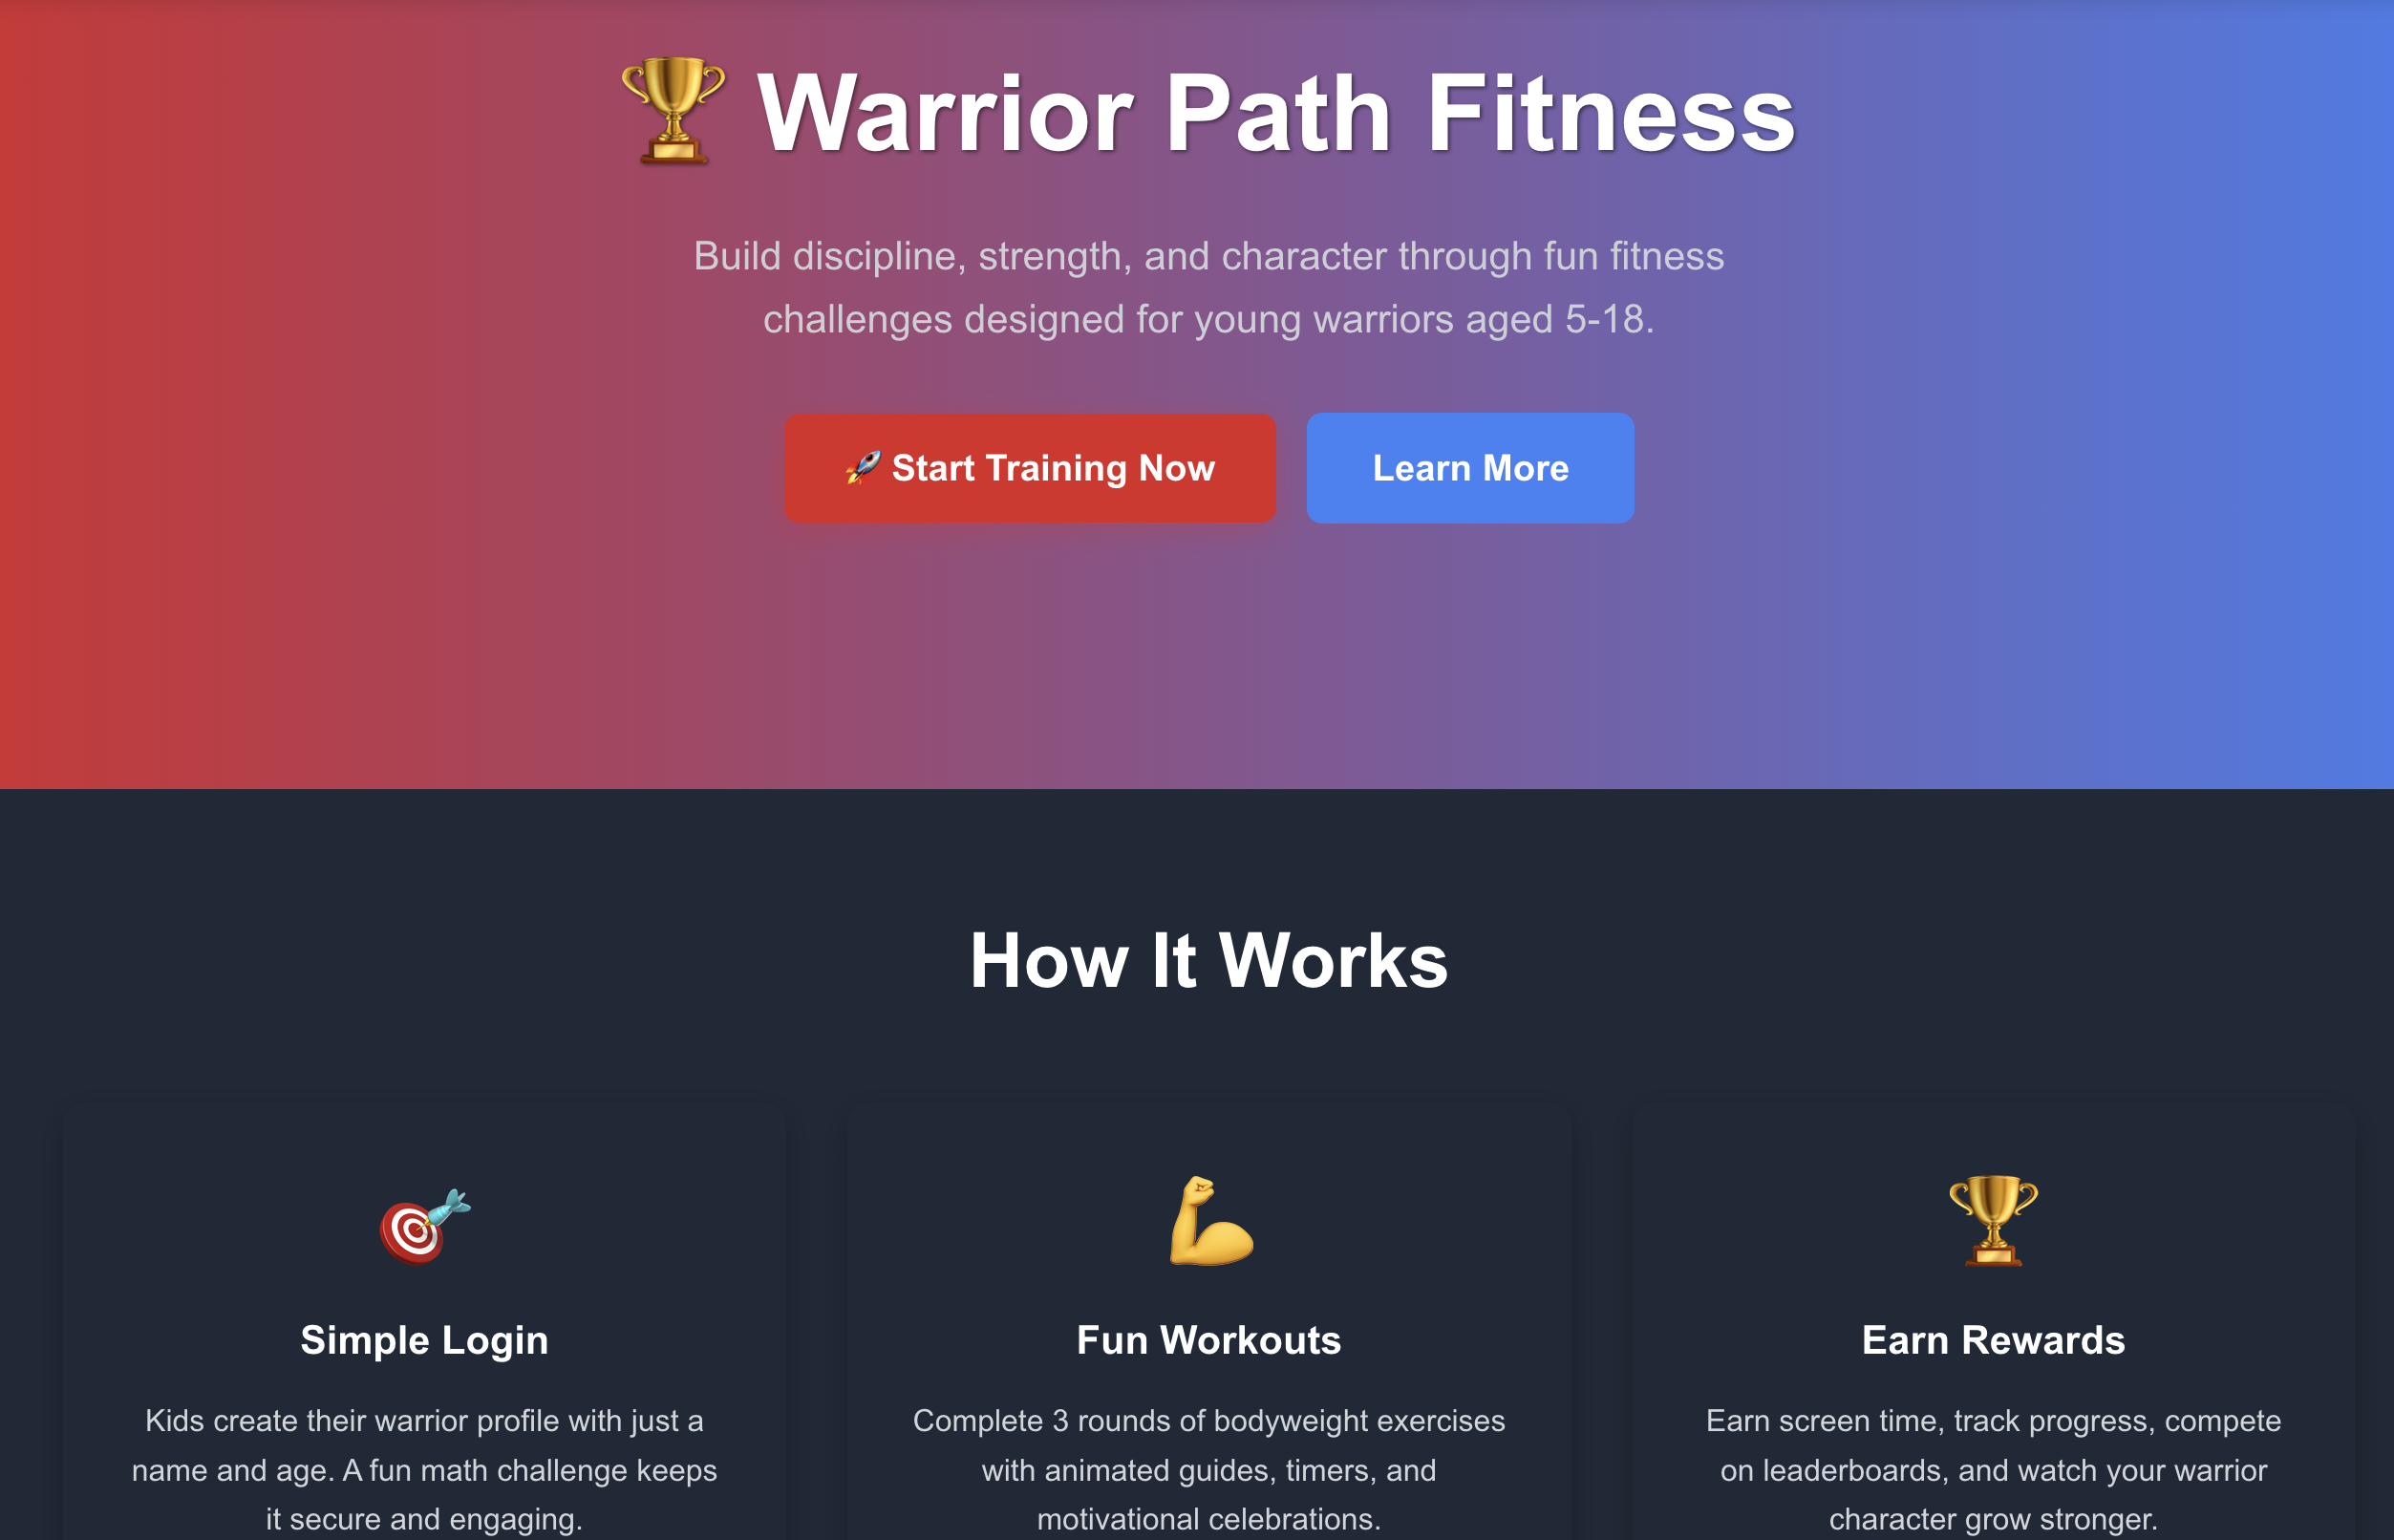 Warrior Path Fitness
Build discipline, strength, and character through fun fitness
challenges designed for young warriors aged 5-18.
Start Training Now
Learn More
How It Works
Simple Login
Kids create their warrior profile with just a
name and age. A fun math challenge keeps
it secure and engaging.
Fun Workouts
Complete 3 rounds of bodyweight exercises
with animated guides, timers, and
motivational celebrations.
Earn Rewards
Earn screen time, track progress, compete
on leaderboards, and watch your warrior
character grow stronger.